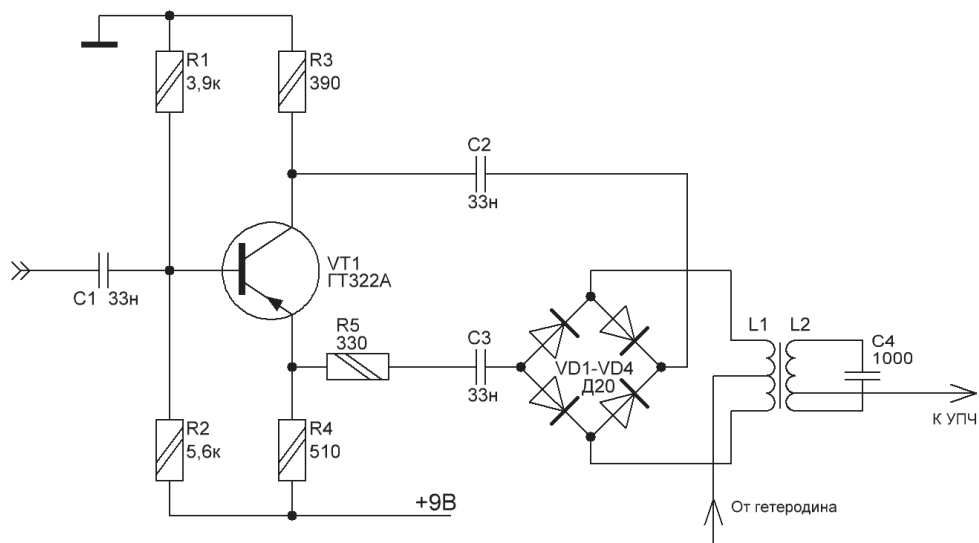 R1
3,9к
R3
390
C2
33н
VT1
ГТ322А
C1 33н
R5
330
C3
33н
VD1-VD4
Д20
L1 L2
C4
1000
К УПЧ
R2
5,6к
R4
510
+9В
От гетеродина